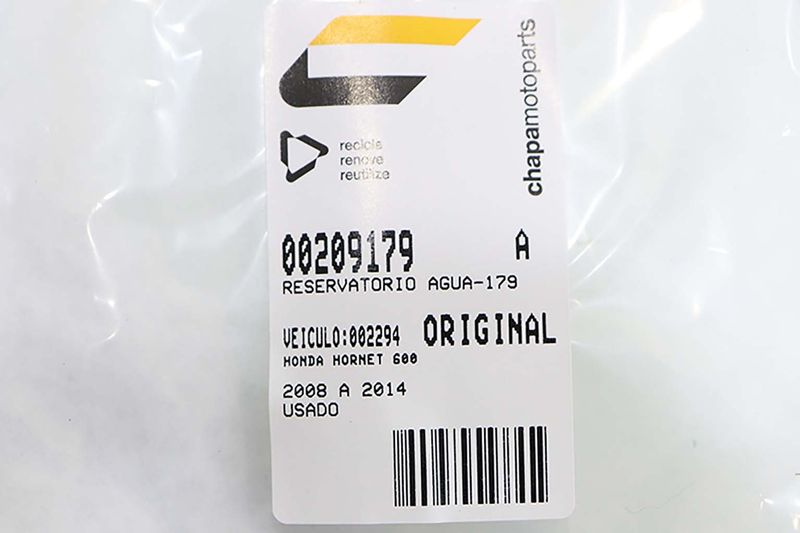 chapamotoparts
recicle
renove
reutilize
00209179 A
RESERVATORIO AGUA-179
VEICULO:002294 ORIGINAL
HONDA HORNET 600
2008 A 2014
USADO